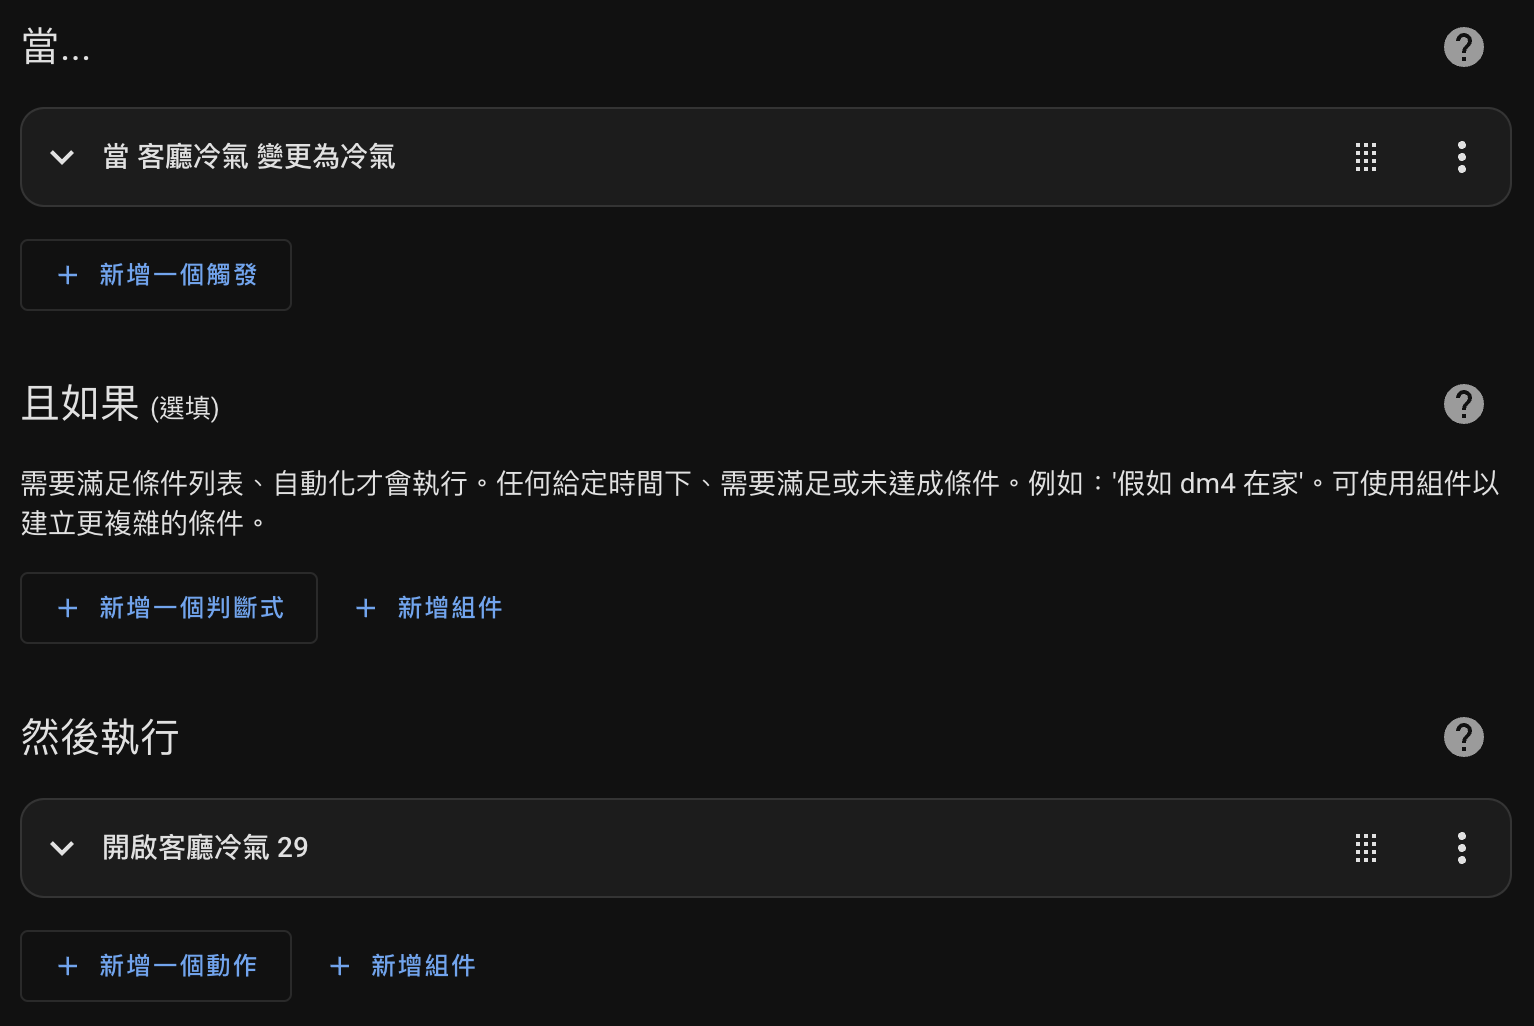 當...
當 客廳冷氣 變更為冷氣
新增一個觸發
且如果 (選填)
需要滿足條件列表、自動化才會執行。任何給定時間下、需要滿足或未達成條件。例如：'假如 dm4 在家'。可使用組件以
建立更複雜的條件。
新增一個判斷式 新增組件
然後執行
開啟客廳冷氣 29
新增一個動作 新增組件